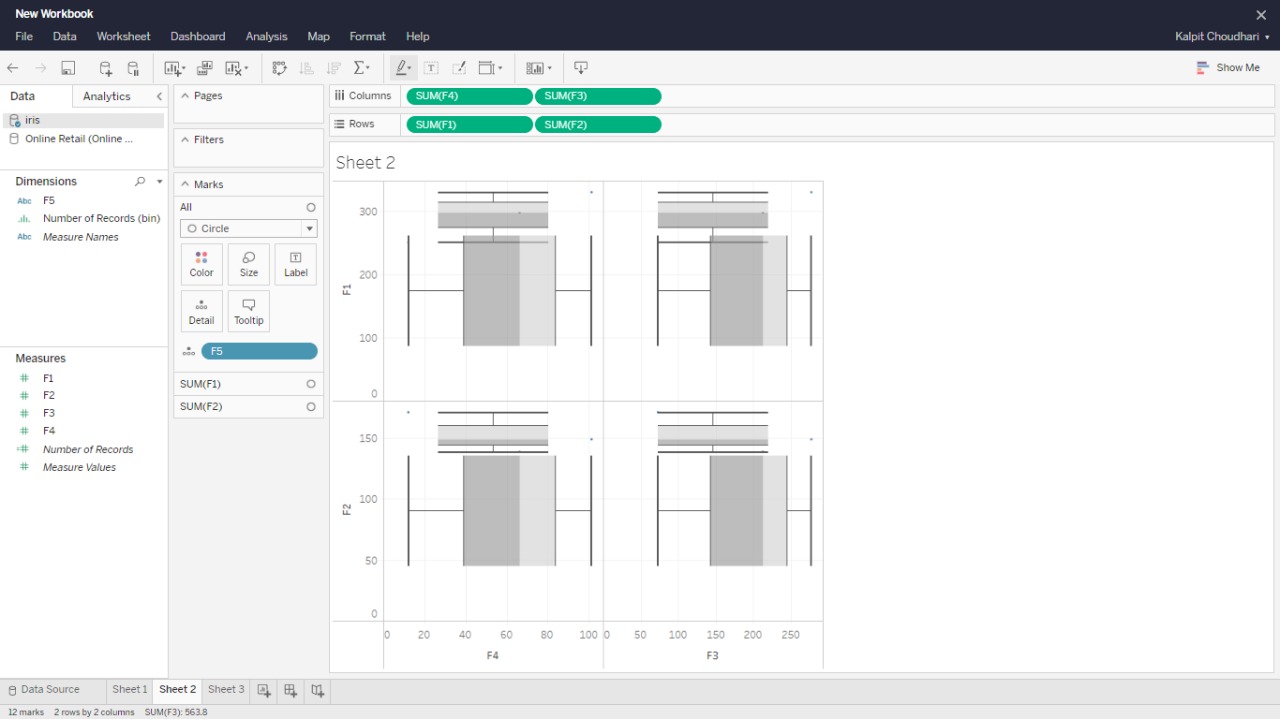 New Workbook
File Data Worksheet Dashboard Analysis Map Format Help
Kalpit Choudhari
Show Me
Data Analytics
iris
Online Retail (Online ...
Dimensions
Abc F5
Number of Records (bin)
Abc Measure Names
Measures
# F1
# F2
# F3
# F4
=# Number of Records
# Measure Values
Pages
Filters
Marks
All
Circle
Color Size Label
Detail Tooltip
F5
SUM(F1)
SUM(F2)
Columns SUM(F4) SUM(F3)
Rows SUM(F1) SUM(F2)
Sheet 2
300
200
100
0
F1
150
100
50
0
F2
0 20 40 60 80 100 0 50 100 150 200 250
F4 F3
Data Source Sheet 1 Sheet 2 Sheet 3
12 marks 2 rows by 2 columns SUM(F3): 563.8